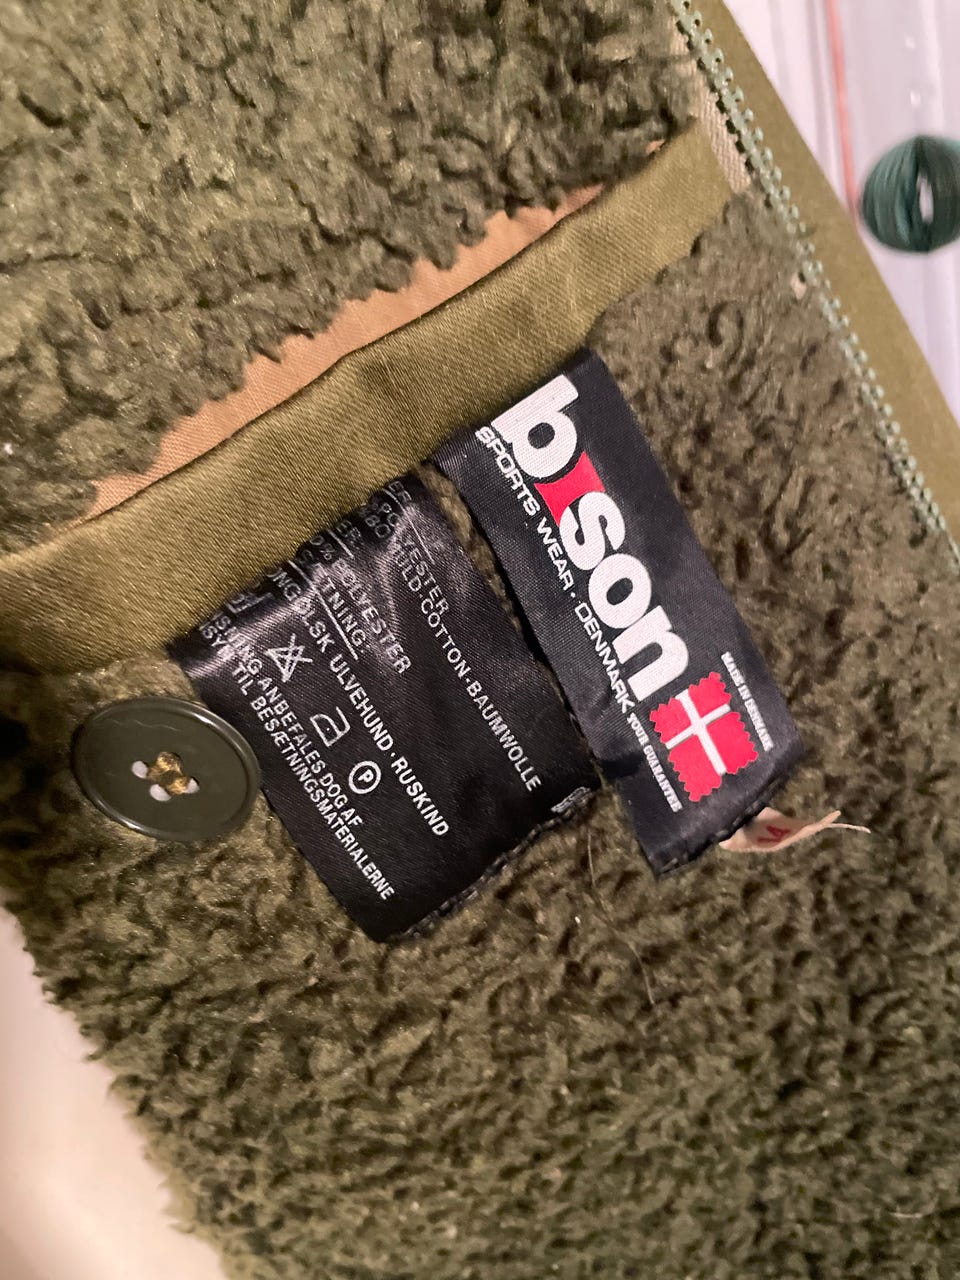 bison
SPORTS WEAR · DENMARK
MADE IN DENMARK
YOUR GUARANTEE
14
COTTON-BAUMWOLLE
POLYESTER
ULVEHUND · RUSKIND
P
ANBEFALES DOG AF
TIL BESÆTNINGSMATERIALERNE